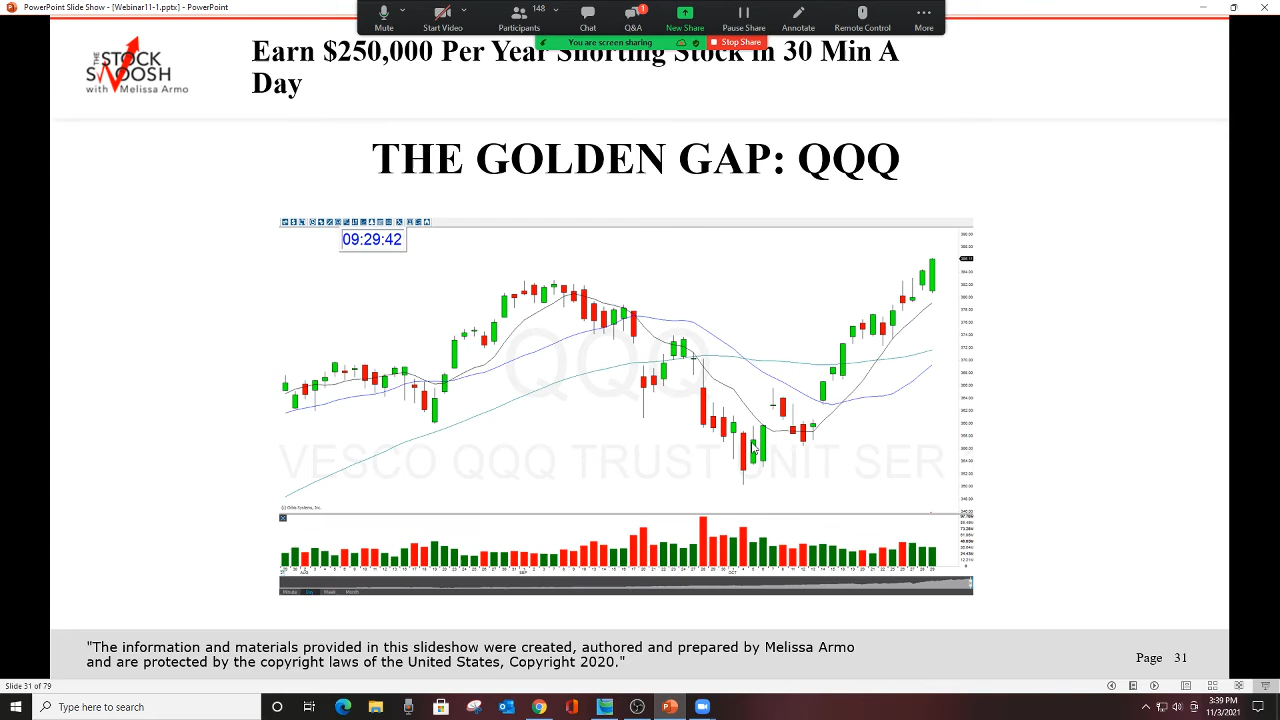 PowerPoint Slide Show - [Webinar11-1.pptx] - PowerPoint
148
1
Mute
Start Video
Participants
Chat
Q&A
New Share
Pause Share
Remote Control
More
You are screen sharing
Stop Share
THE STOCK SWOOSH
with Melissa Armo
Earn $250,000 Per Year Shorting Stock in 30 Min A
Day
THE GOLDEN GAP: QQQ
09:29:42
QQQ
VESCO QQQ TRUST UNIT SER
Minute Day Week Month
"The information and materials provided in this slideshow were created, authored and prepared by Melissa Armo
and are protected by the copyright laws of the United States, Copyright 2020."
Page 31
Slide 31 of 79
Type here to search
3:39 PM
11/3/2021